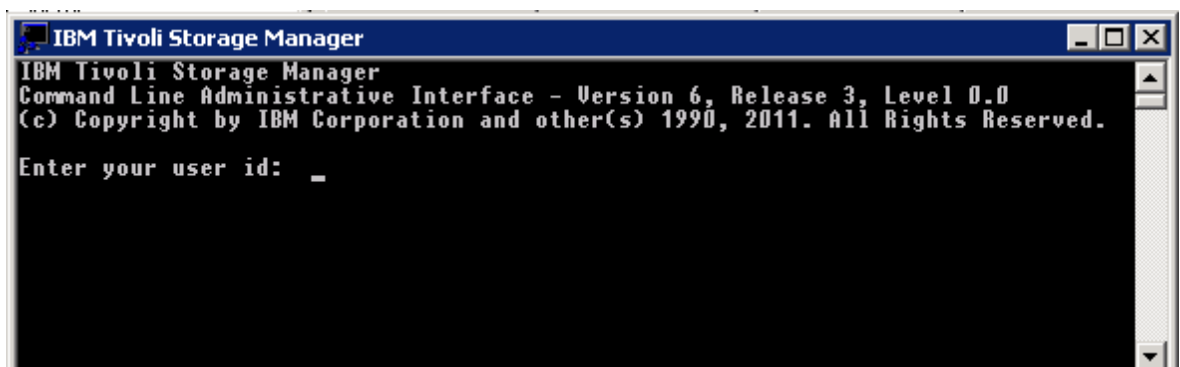 IBM Tivoli Storage Manager
IBM Tivoli Storage Manager
Command Line Administrative Interface - Version 6, Release 3, Level 0.0
(c) Copyright by IBM Corporation and other(s) 1990, 2011. All Rights Reserved.
Enter your user id: _